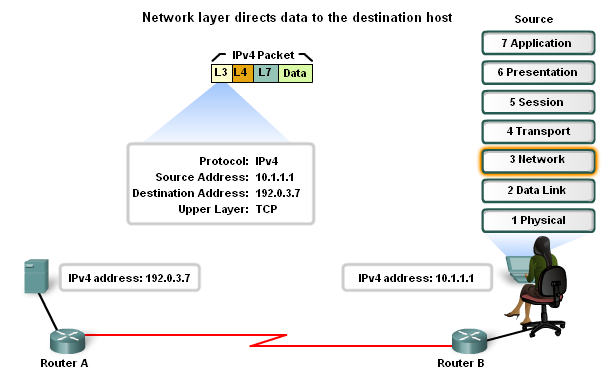 Network layer directs data to the destination host
Source
IPv4 Packet
L3 L4 L7 Data
Protocol: IPv4
Source Address: 10.1.1.1
Destination Address: 192.0.3.7
Upper Layer: TCP
7 Application
6 Presentation
5 Session
4 Transport
3 Network
2 Data Link
1 Physical
IPv4 address: 192.0.3.7
IPv4 address: 10.1.1.1
Router A
Router B